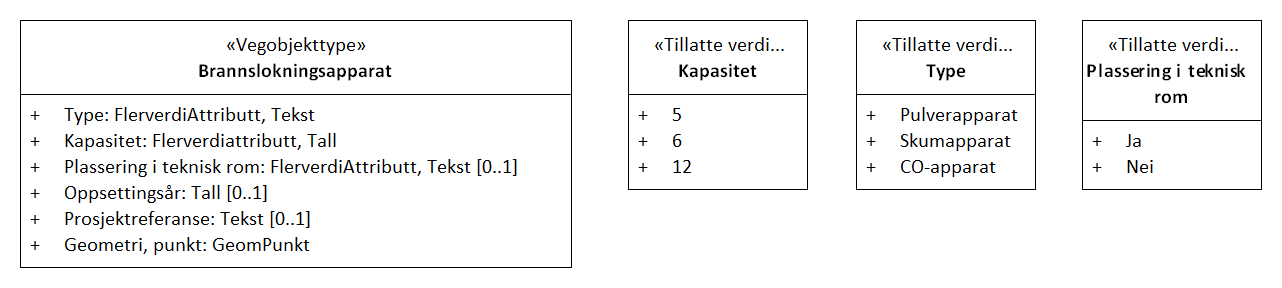 «Vegobjekttype»
Brannslokningsapparat
+ Type: FlerverdiAttributt, Tekst
+ Kapasitet: Flerverdiattributt, Tall
+ Plassering i teknisk rom: FlerverdiAttributt, Tekst [0..1]
+ Oppsettingsår: Tall [0..1]
+ Prosjektreferanse: Tekst [0..1]
+ Geometri, punkt: GeomPunkt
«Tillatte verdi...
Kapasitet
+ 5
+ 6
+ 12
«Tillatte verdi...
Type
+ Pulverapparat
+ Skumapparat
+ CO-apparat
«Tillatte verdi...
Plassering i teknisk
rom
+ Ja
+ Nei